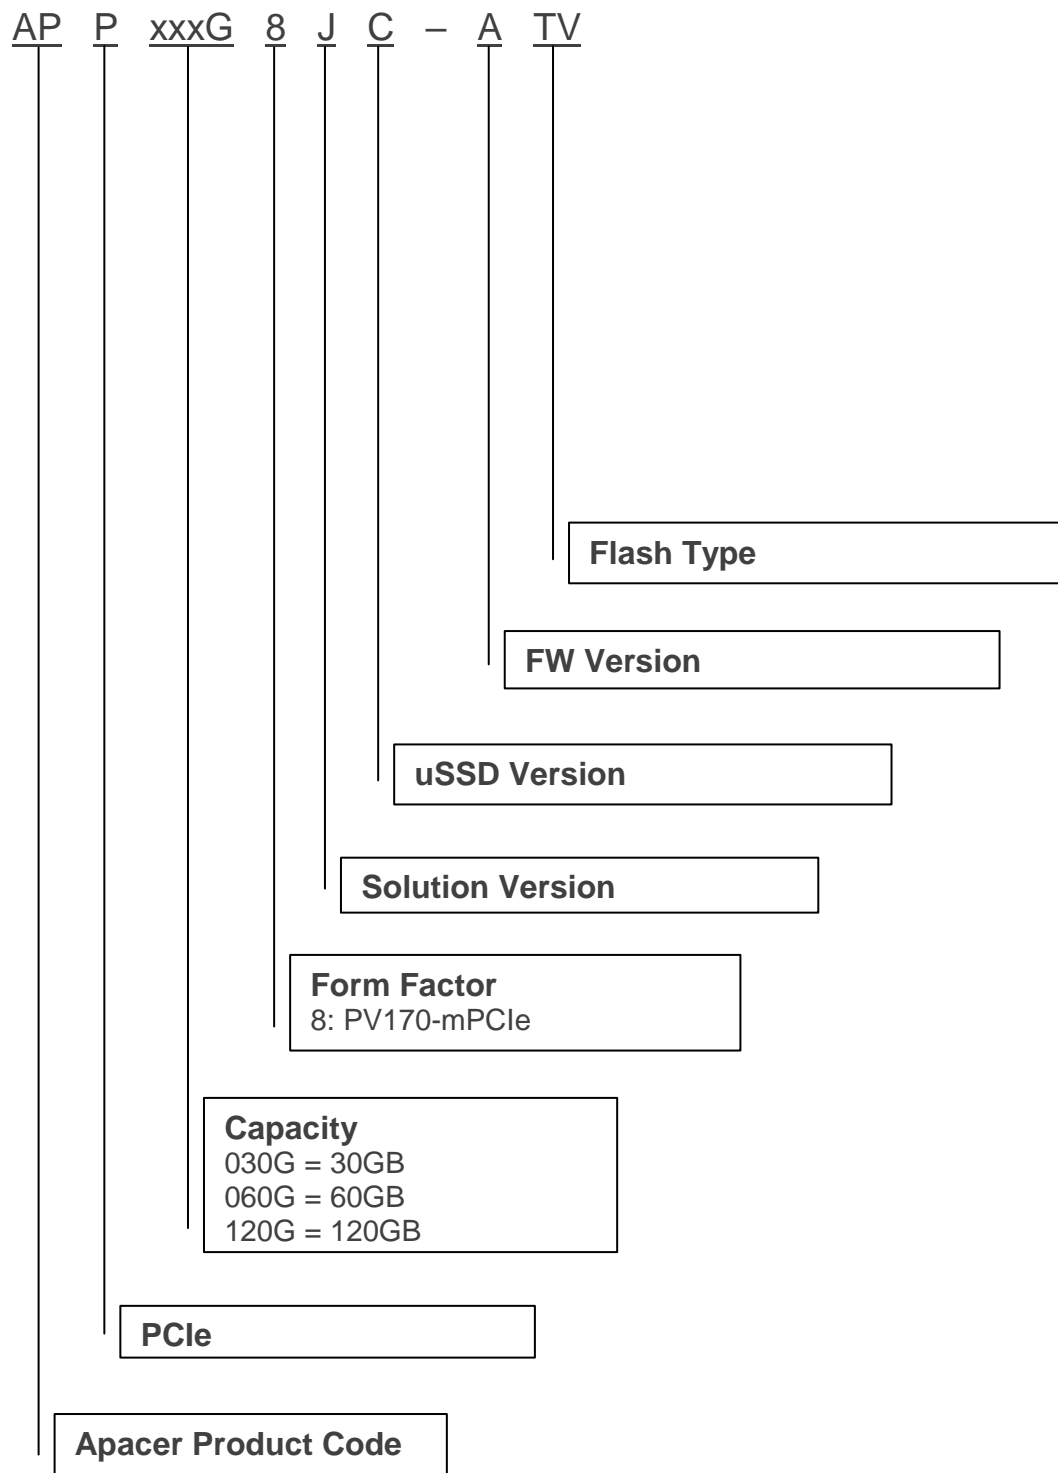 AP P xxxG 8 J C – A TV
Flash Type
FW Version
uSSD Version
Solution Version
Form Factor
8: PV170-mPCIe
Capacity
030G = 30GB
060G = 60GB
120G = 120GB
PCIe
Apacer Product Code